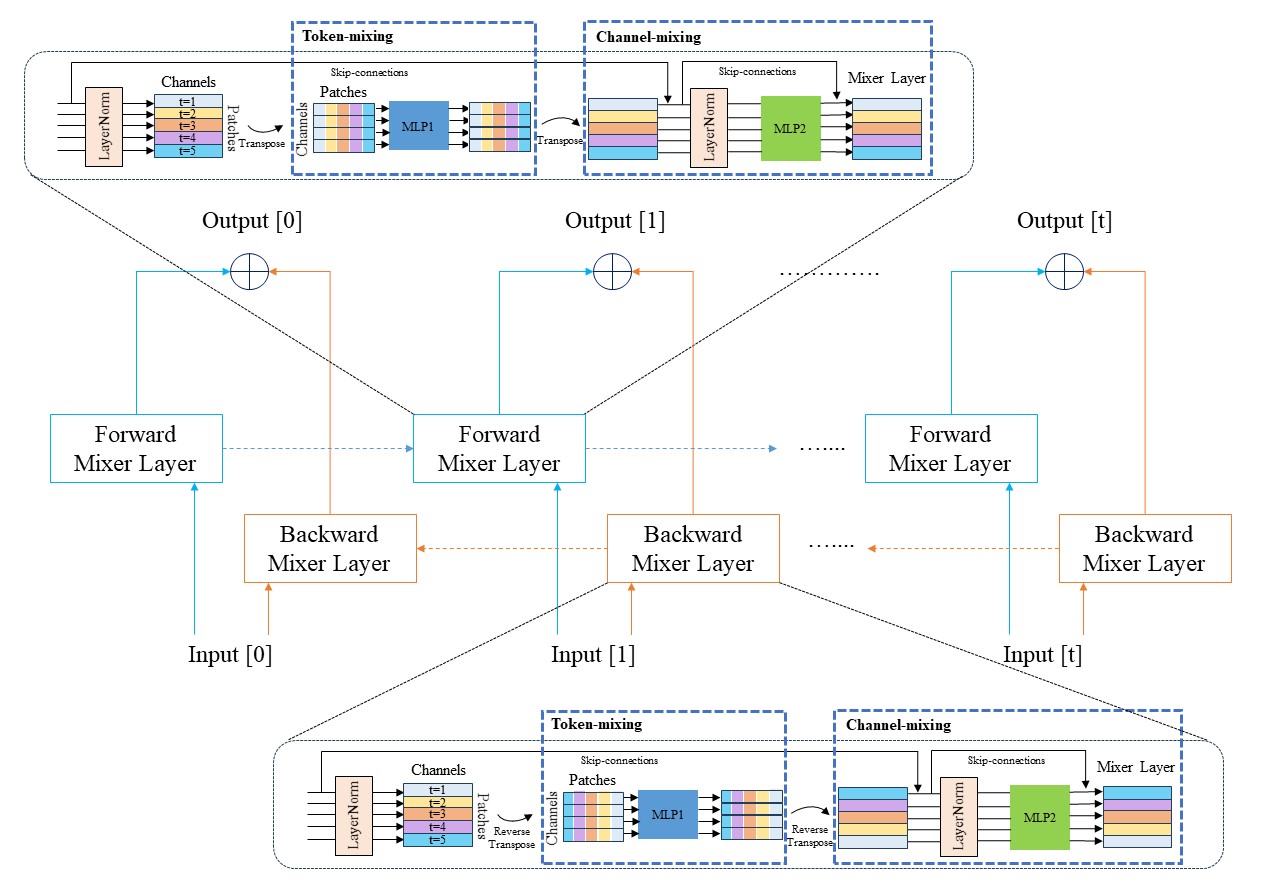 Token-mixing
Channel-mixing
Skip-connections
Skip-connections
Channels
Patches
Mixer Layer
LayerNorm
t=1
t=2
t=3
t=4
t=5
Patches
Transpose
Channels
MLP1
Transpose
LayerNorm
MLP2
Output [0]
Output [1]
Output [t]
.............
Forward
Mixer Layer
Forward
Mixer Layer
.......
Forward
Mixer Layer
Backward
Mixer Layer
Backward
Mixer Layer
.......
Backward
Mixer Layer
Input [0]
Input [1]
Input [t]
Token-mixing
Channel-mixing
Skip-connections
Skip-connections
Channels
Patches
Mixer Layer
LayerNorm
t=1
t=2
t=3
t=4
t=5
Patches
Reverse
Transpose
Channels
MLP1
Reverse
Transpose
LayerNorm
MLP2